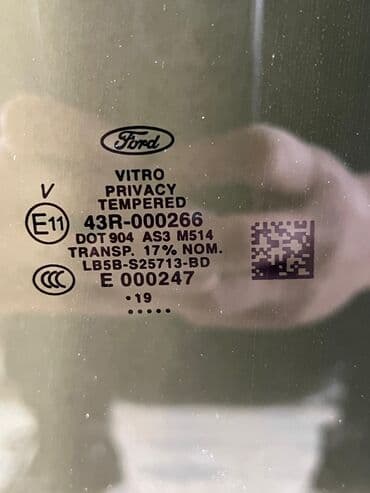 Ford
VITRO
PRIVACY
TEMPERED
V
E11 43R-000266
DOT 904 AS3 M514
TRANSP. 17% NOM.
LB5B-S25713-BD
CCC E 000247
·19
.....